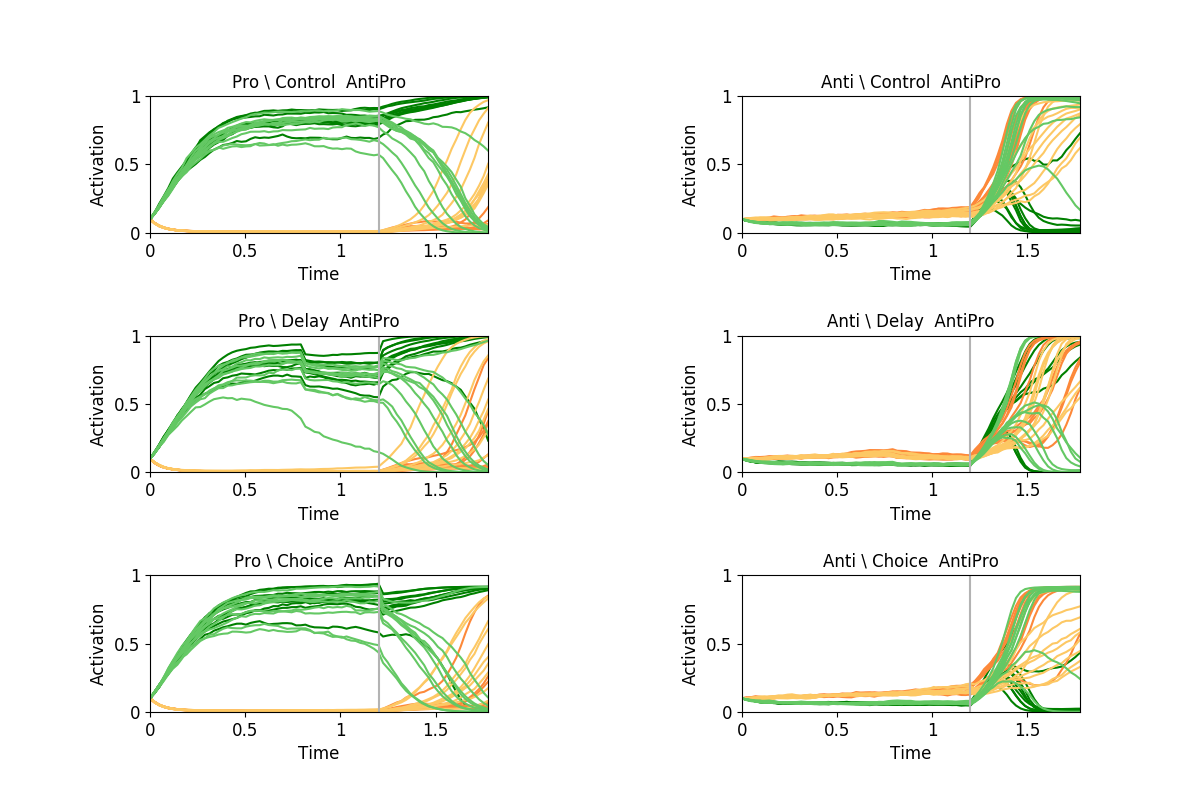 Pro \ Control  AntiPro
Activation
1
0.5
0
0
0.5
1
1.5
Time
Anti \ Control  AntiPro
Activation
1
0.5
0
0
0.5
1
1.5
Time
Pro \ Delay  AntiPro
Activation
1
0.5
0
0
0.5
1
1.5
Time
Anti \ Delay  AntiPro
Activation
1
0.5
0
0
0.5
1
1.5
Time
Pro \ Choice  AntiPro
Activation
1
0.5
0
0
0.5
1
1.5
Time
Anti \ Choice  AntiPro
Activation
1
0.5
0
0
0.5
1
1.5
Time